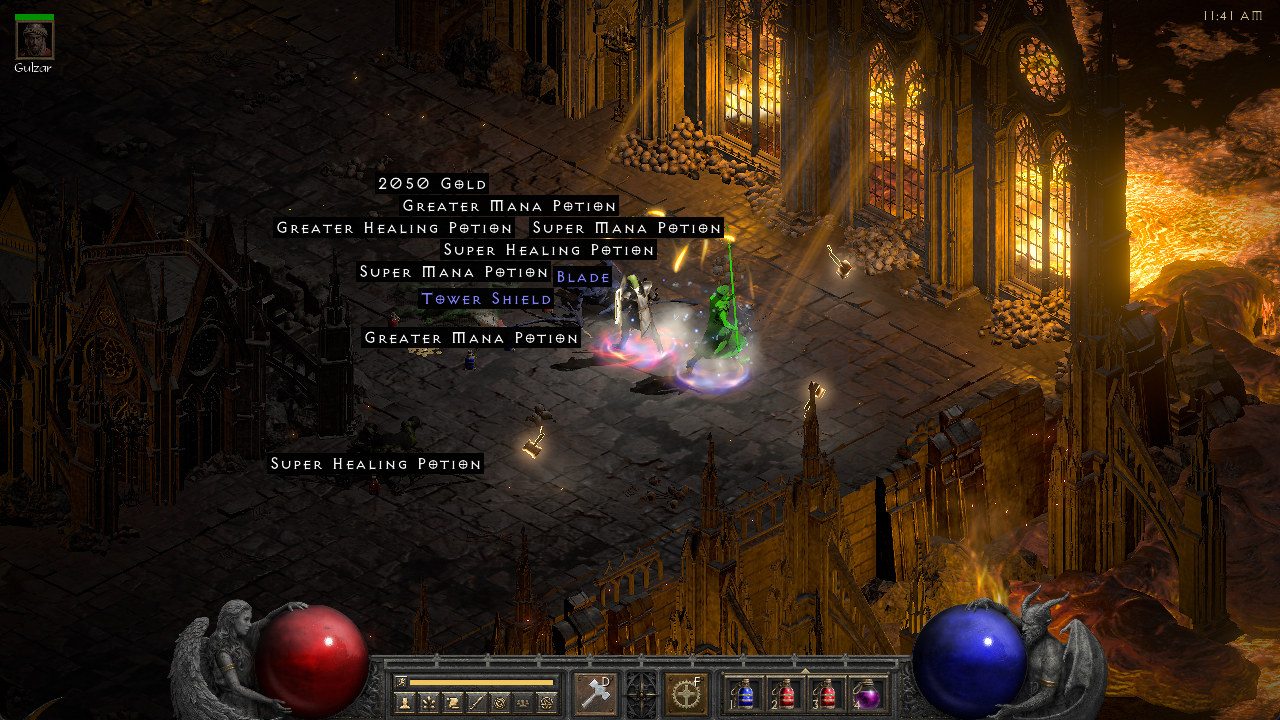 11:41 AM
Gulzar
2050 Gold
Greater Mana Potion
Greater Healing Potion
Super Mana Potion
Super Healing Potion
Super Mana Potion
Blade
Tower Shield
Greater Mana Potion
Super Healing Potion
D
F
1
2
3
4